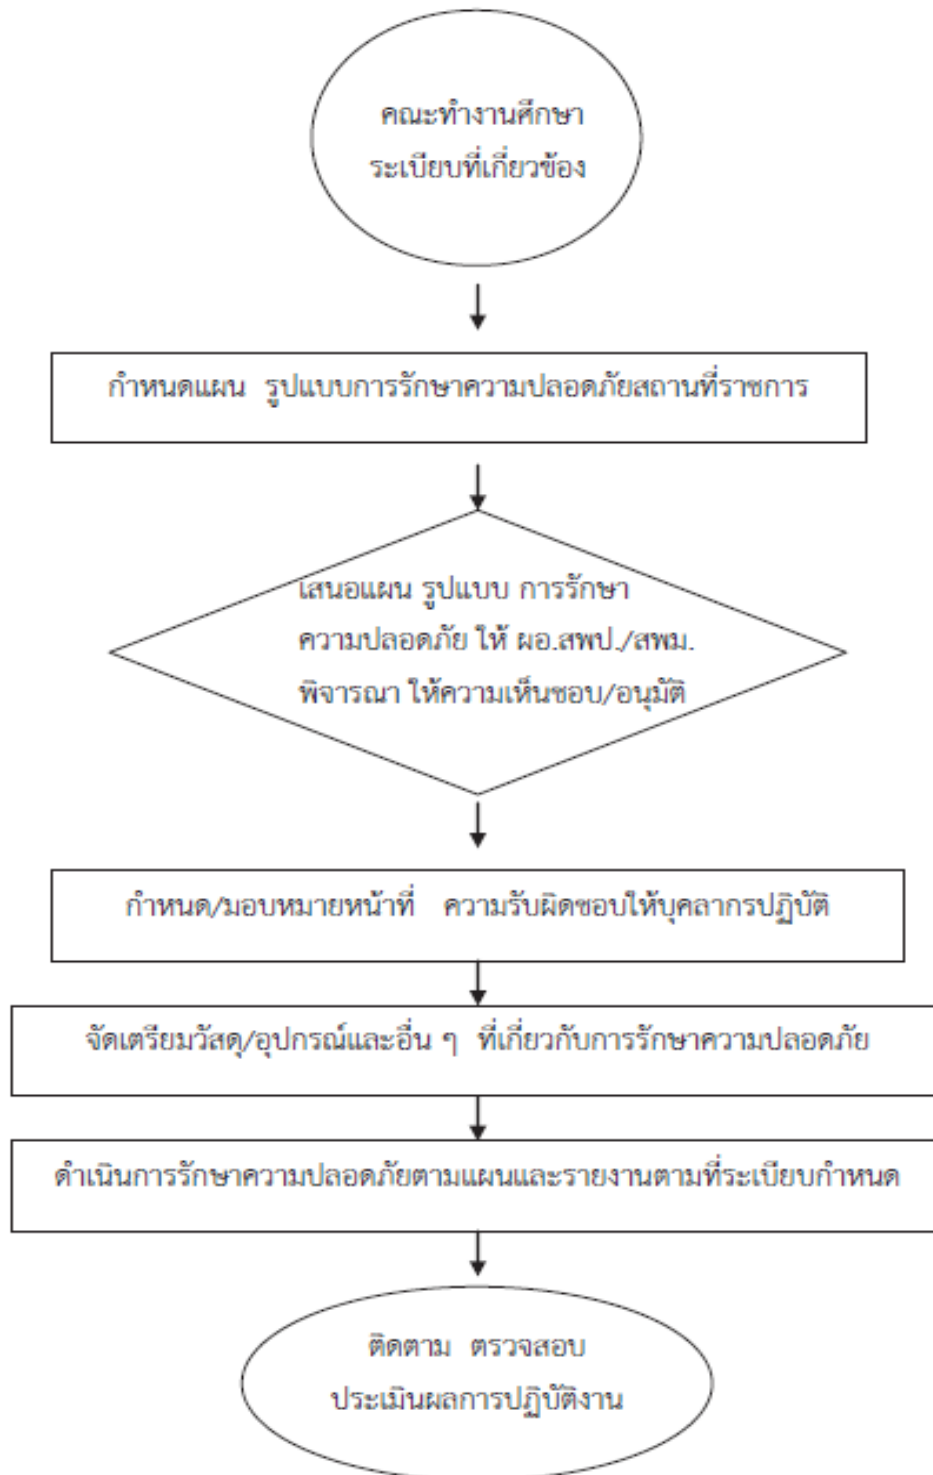 คณะทำงานศึกษา
ระเบียบที่เกี่ยวข้อง
กำหนดแผน รูปแบบการรักษาความปลอดภัยสถานที่ราชการ
เสนอแผน รูปแบบ การรักษา
ความปลอดภัย ให้ ผอ.สพป./สพม.
พิจารณา ให้ความเห็นชอบ/อนุมัติ
กำหนด/มอบหมายหน้าที่ ความรับผิดชอบให้บุคลากรปฏิบัติ
จัดเตรียมวัสดุ/อุปกรณ์และอื่น ๆ ที่เกี่ยวกับการรักษาความปลอดภัย
ดำเนินการรักษาความปลอดภัยตามแผนและรายงานตามที่ระเบียบกำหนด
ติดตาม ตรวจสอบ
ประเมินผลการปฏิบัติงาน